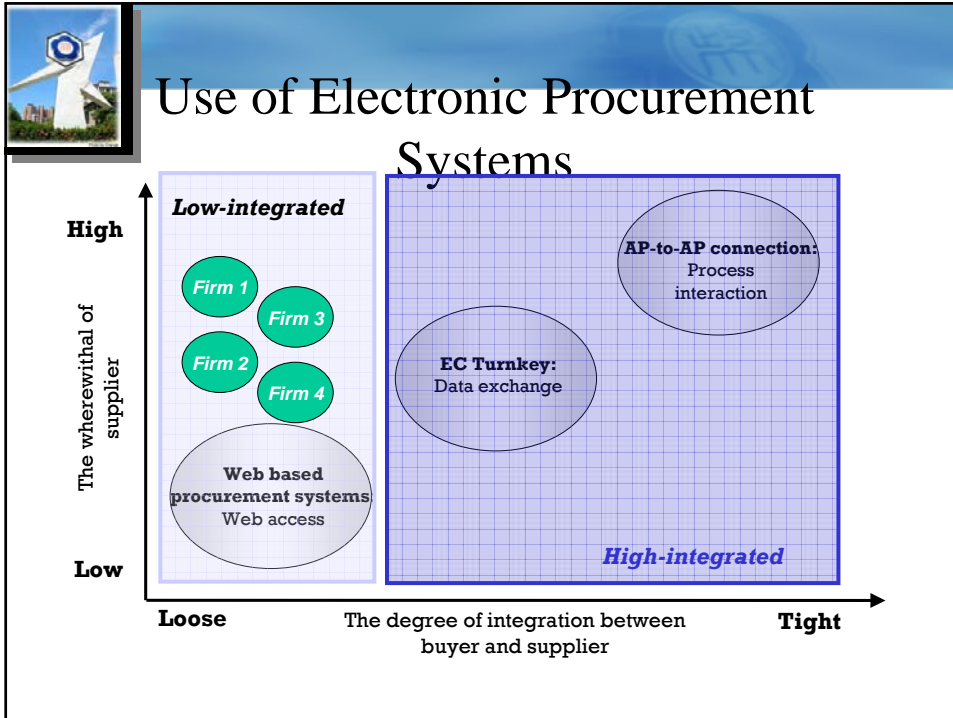 Use of Electronic Procurement
Systems
Low-integrated
High
AP-to-AP connection:
Process
interaction
Firm 1
Firm 3
Firm 2
Firm 4
The wherewithal of
supplier
EC Turnkey:
Data exchange
Web based
procurement systems
Web access
High-integrated
Low
Loose
The degree of integration between
buyer and supplier
Tight